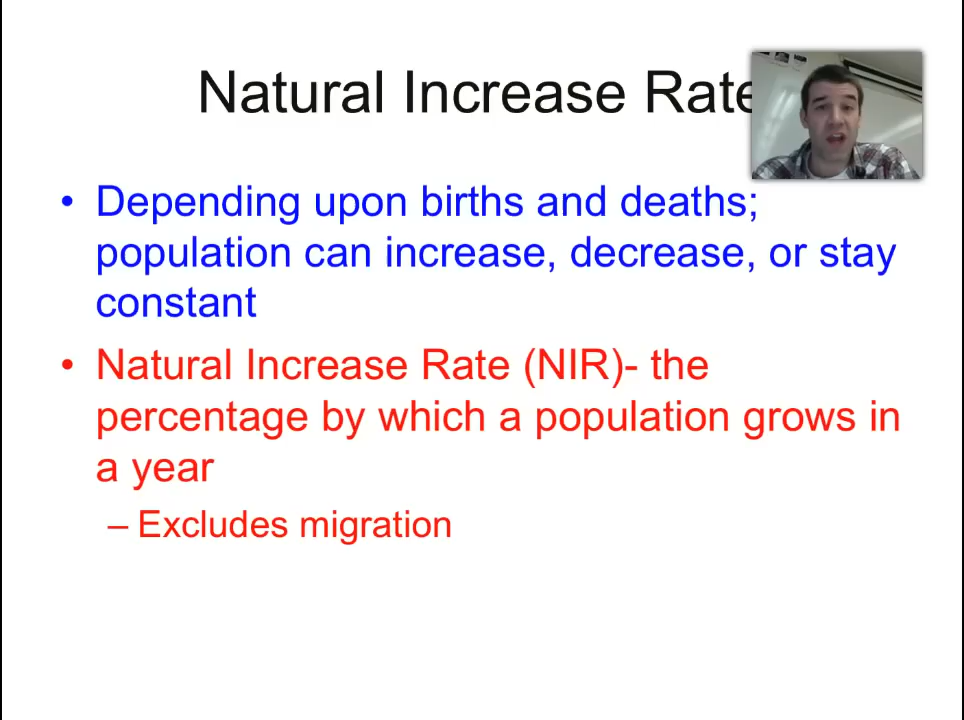 Natural Increase Rate
• Depending upon births and deaths;
population can increase, decrease, or stay
constant
• Natural Increase Rate (NIR)- the
percentage by which a population grows in
a year
– Excludes migration